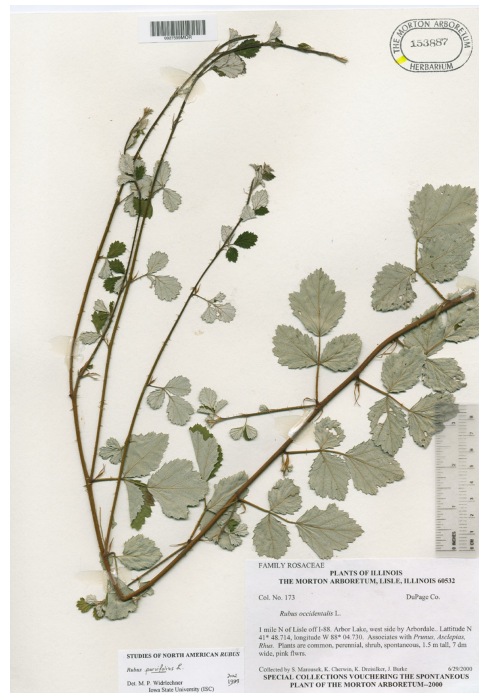 THE MORTON ARBORETUM
153887
HERBARIUM
FAMILY ROSACEAE
PLANTS OF ILLINOIS
THE MORTON ARBORETUM, LISLE, ILLINOIS 60532
Col. No. 173 DuPage Co.
Rubus occidentalis L.
1 mile N of Lisle off I-88. Arbor Lake, west side by Arbordale. Lattitude N
41° 48.714, longitude W 88° 04.730. Associates with Prunus, Asclepias,
Rhus. Plants are common, perennial, shrub, spontaneous, 1.5 m tall, 7 dm
wide, pink flwrs.
Collected by S. Marousek, K. Cherwin, K. Dreisilker, J. Burke 6/29/2000
SPECIAL COLLECTIONS VOUCHERING THE SPONTANEOUS
PLANT OF THE MORTON ARBORETUM--2000
STUDIES OF NORTH AMERICAN RUBUS
Rubus parvifolius L.
Det. M. P. Widrlechner
Iowa State University (ISC)